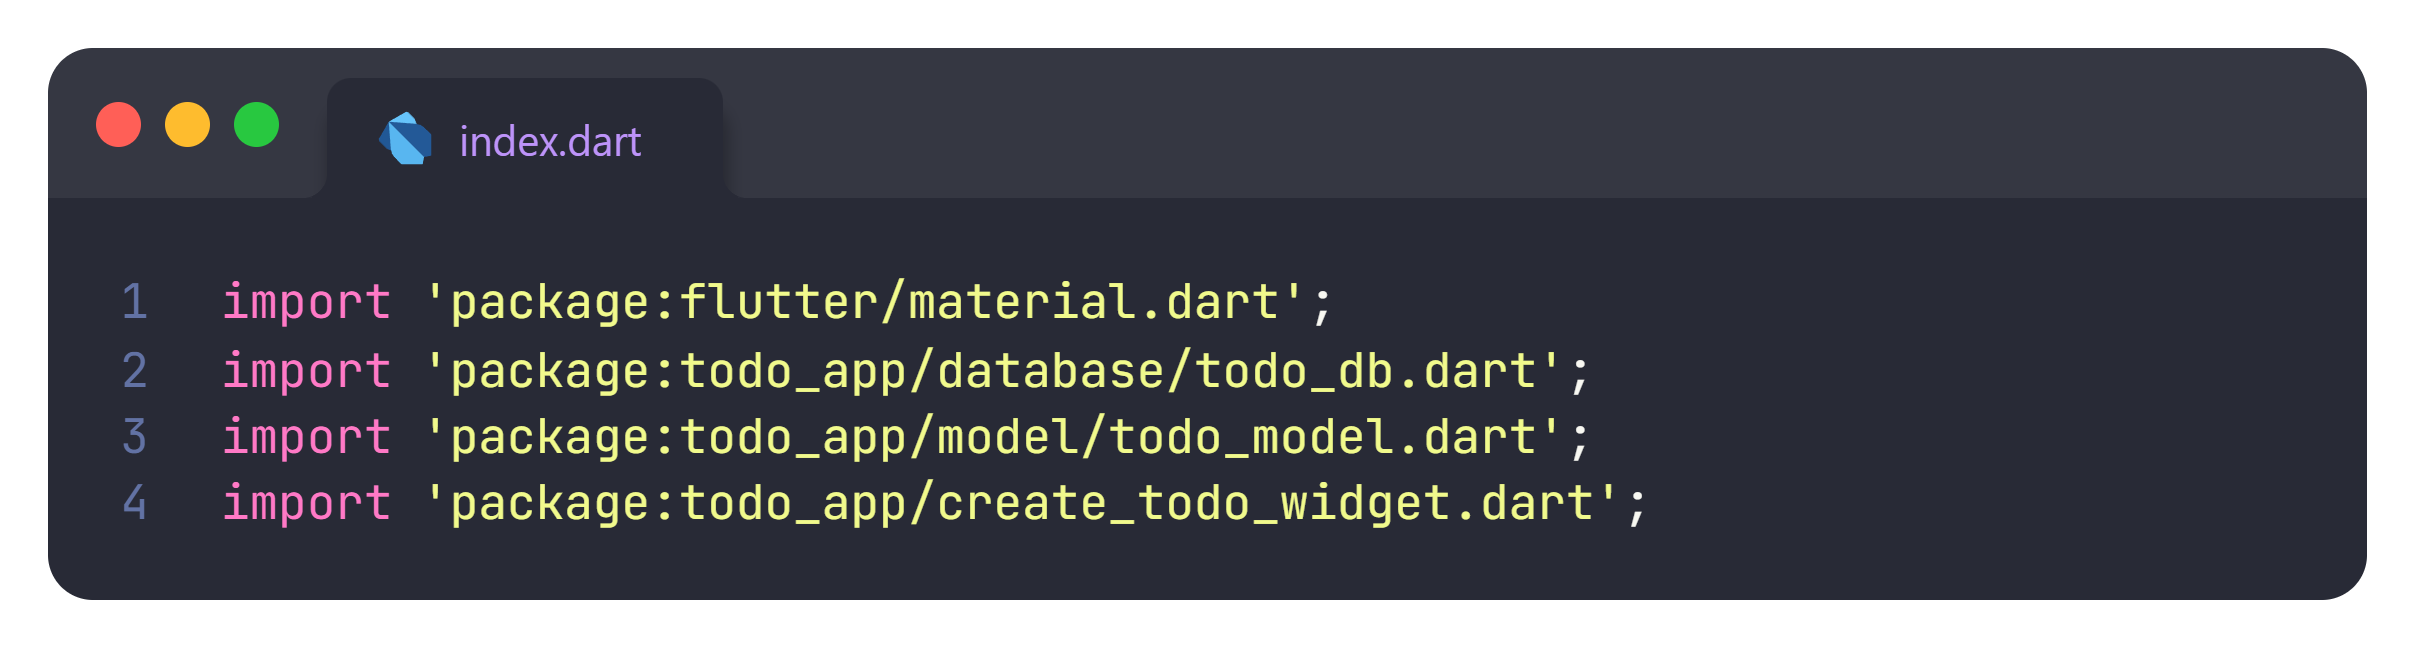 index.dart
1 import 'package:flutter/material.dart';
2 import 'package:todo_app/database/todo_db.dart';
3 import 'package:todo_app/model/todo_model.dart';
4 import 'package:todo_app/create_todo_widget.dart';